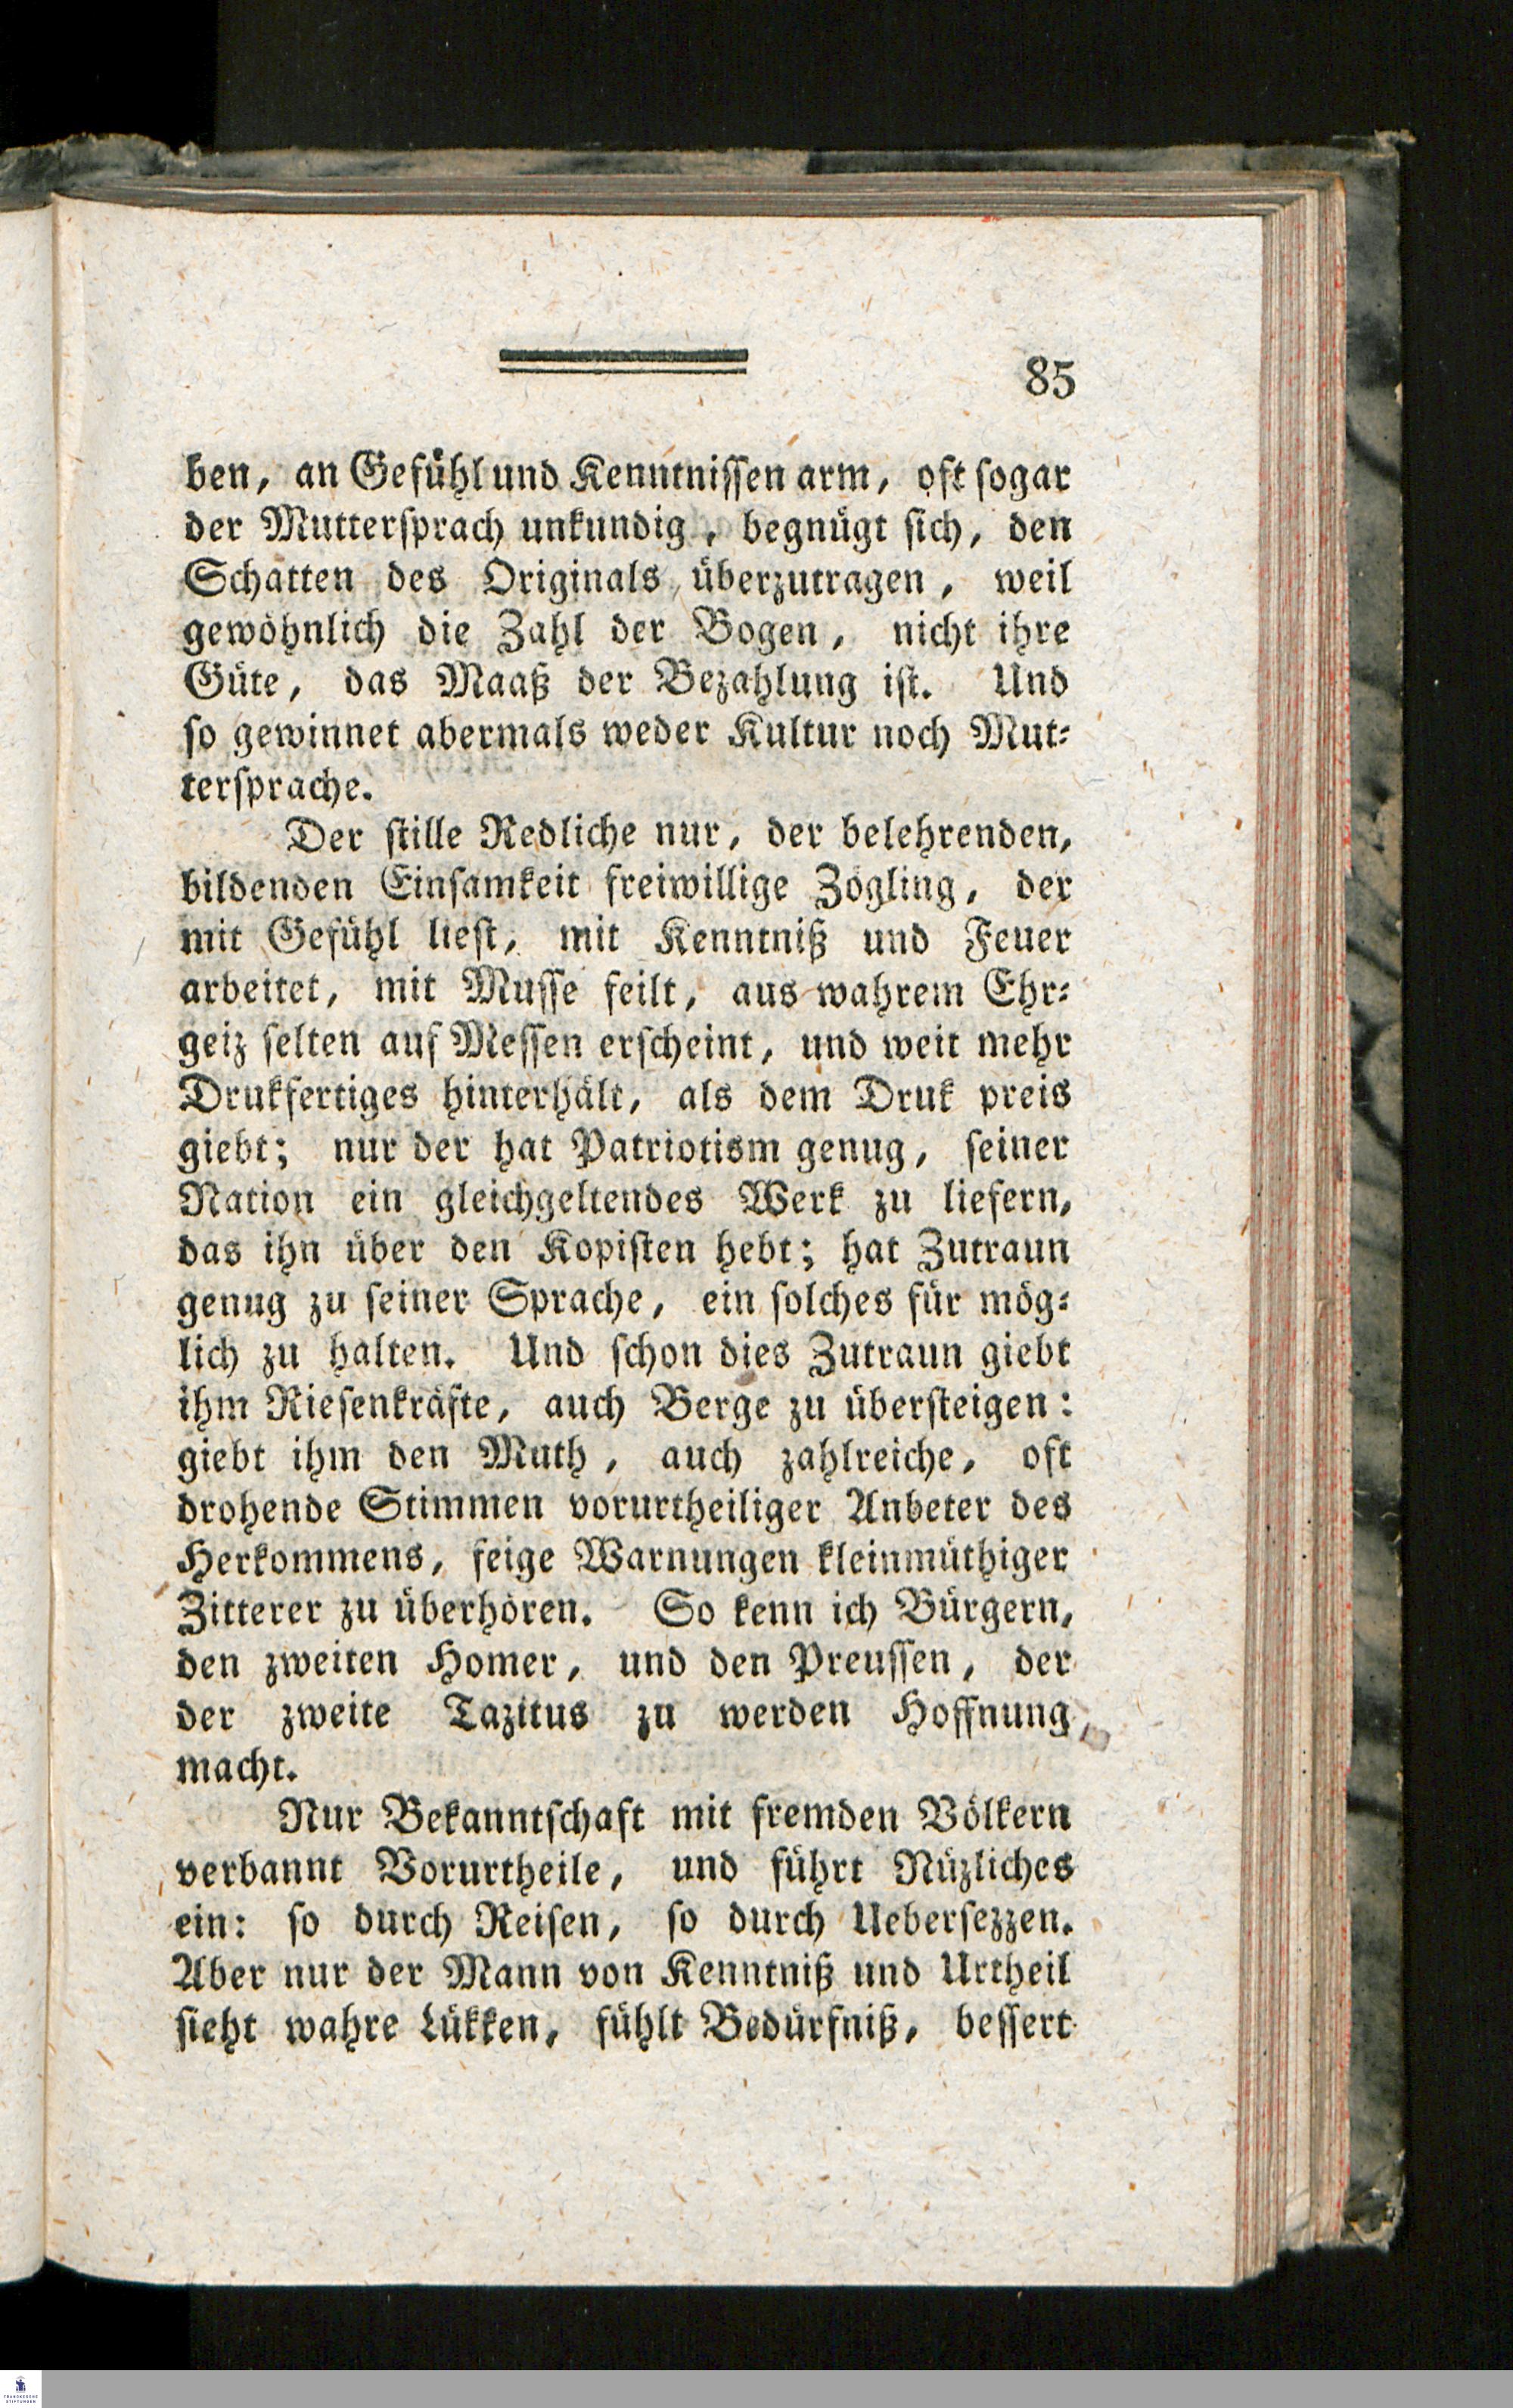 85
ben, an Gefühl und Kenntnissen arm, oft sogar
der Muttersprach unkundig, begnügt sich, den
Schatten des Originals überzutragen, weil
gewöhnlich die Zahl der Bogen, nicht ihre
Güte, das Maaß der Bezahlung ist. Und
so gewinnet abermals weder Kultur noch Mut-
tersprache.
Der stille Redliche nur, der belehrenden,
bildenden Einsamkeit freiwillige Zögling, der
mit Gefühl liest, mit Kenntniß und Feuer
arbeitet, mit Musse feilt, aus wahrem Ehr-
geiz selten auf Messen erscheint, und weit mehr
Drukfertiges hinterhält, als dem Druk preis
giebt; nur der hat Patriotism genug, seiner
Nation ein gleichgeltendes Werk zu liefern,
das ihn über den Kopisten hebt; hat Zutraun
genug zu seiner Sprache, ein solches für mög-
lich zu halten. Und schon dies Zutraun giebt
ihm Riesenkräfte, auch Berge zu übersteigen:
giebt ihm den Muth, auch zahlreiche, oft
drohende Stimmen vorurtheiliger Anbeter des
Herkommens, feige Warnungen kleinmüthiger
Zitterer zu überhören. So kenn ich Bürgern,
den zweiten Homer, und den Preussen, der
der zweite Tazitus zu werden Hoffnung
macht.
Nur Bekanntschaft mit fremden Völkern
verbannt Vorurtheile, und führt Nüzliches
ein: so durch Reisen, so durch Uebersezzen.
Aber nur der Mann von Kenntniß und Urtheil
sieht wahre Lükken, fühlt Bedürfniß, bessert
FRANCKESCHE
STIFTUNGEN